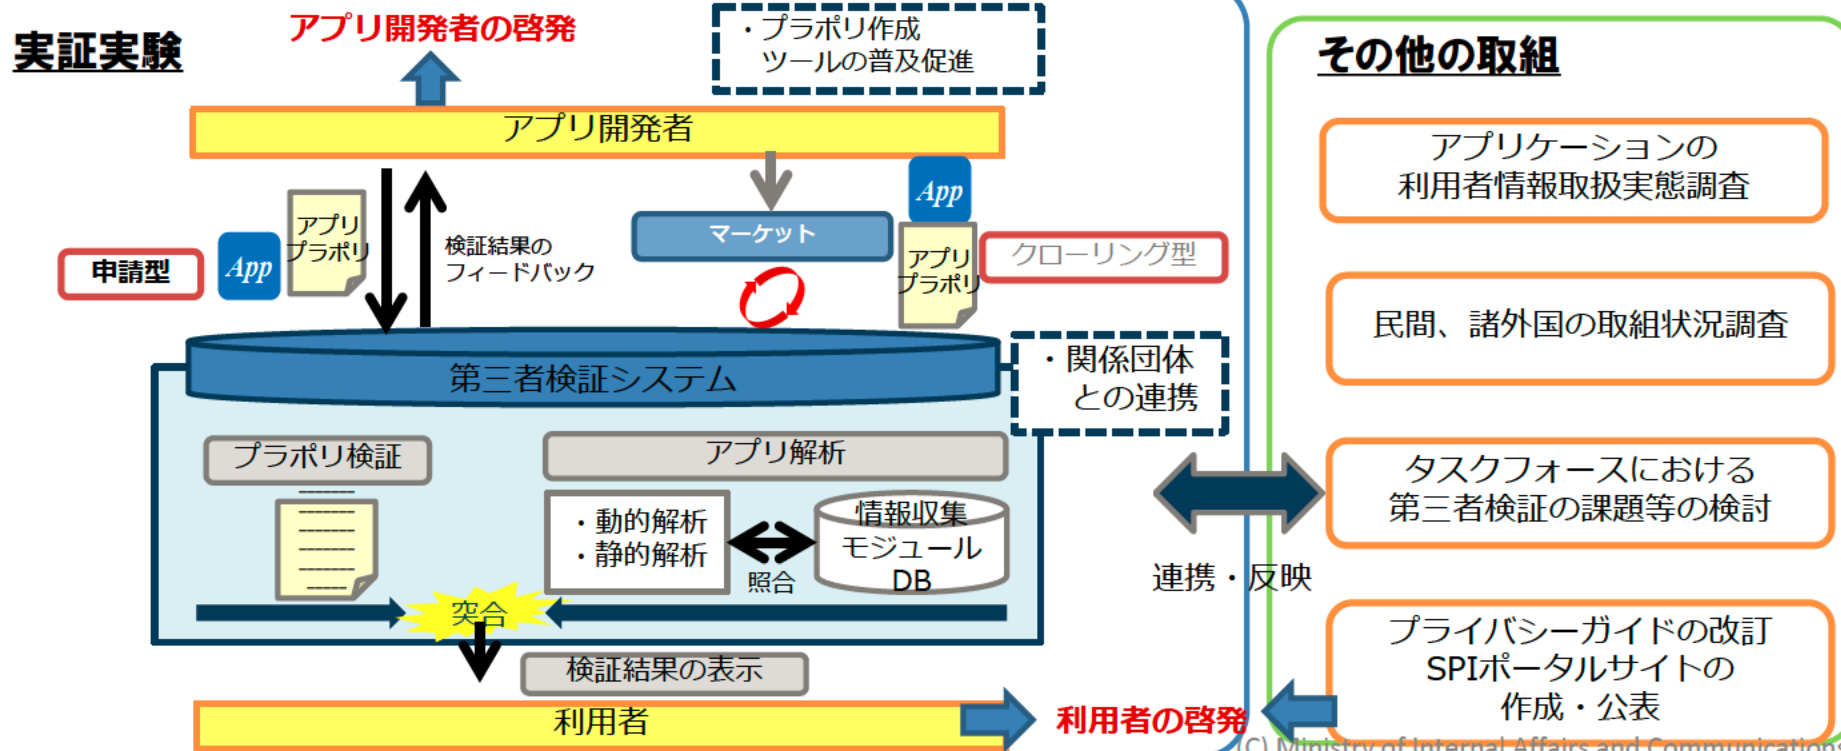 実証実験
アプリ開発者の啓発
・プラポリ作成
ツールの普及促進
アプリ開発者
申請型
App
アプリ
プラポリ
検証結果の
フィードバック
マーケット
App
アプリ
プラポリ
クローリング型
第三者検証システム
・関係団体
との連携
プラポリ検証
アプリ解析
・動的解析
・静的解析
照合
情報収集
モジュール
DB
突合
検証結果の表示
利用者
利用者の啓発
連携・反映
その他の取組
アプリケーションの
利用者情報取扱実態調査
民間、諸外国の取組状況調査
タスクフォースにおける
第三者検証の課題等の検討
プライバシーガイドの改訂
SPIポータルサイトの
作成・公表
(C) Ministry of Internal Affairs and Communications